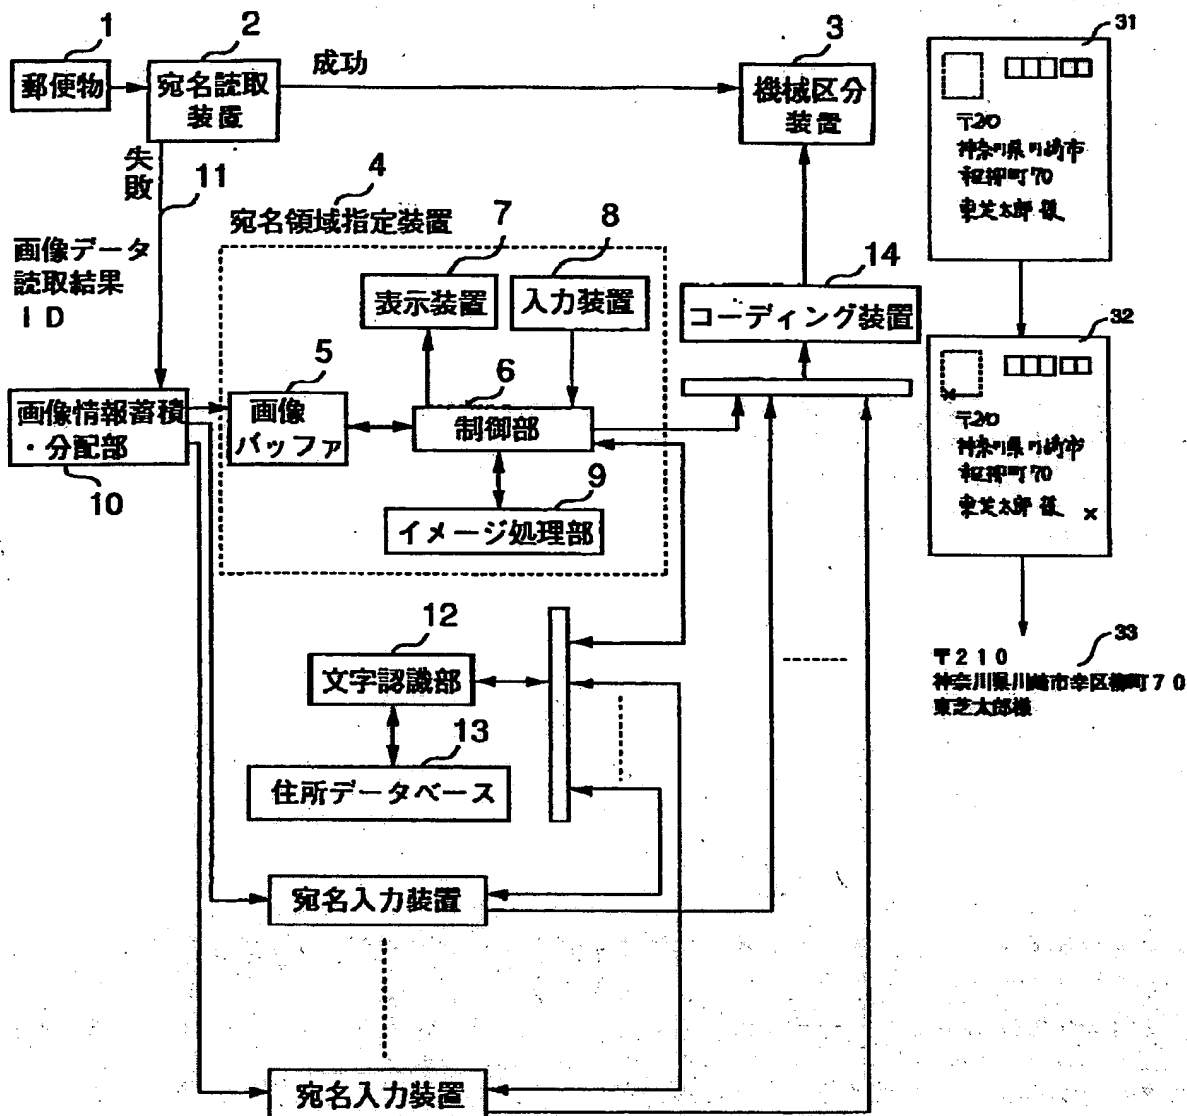 1
2
3
郵便物
宛名読取
装置
成功
機械区分
装置
失
敗
11
画像データ
読取結果
ID
4
宛名領域指定装置
7
8
表示装置
入力装置
14
コーディング装置
5
6
画像
バッファ
制御部
画像情報蓄積
・分配部
10
9
イメージ処理部
12
文字認識部
13
住所データベース
宛名入力装置
宛名入力装置
31
〒210
神奈川県川崎市
柳町70
東芝太郎様
32
×
〒210
神奈川県川崎市
柳町70
東芝太郎様
×
33
〒210
神奈川県川崎市幸区柳町70
東芝太郎様